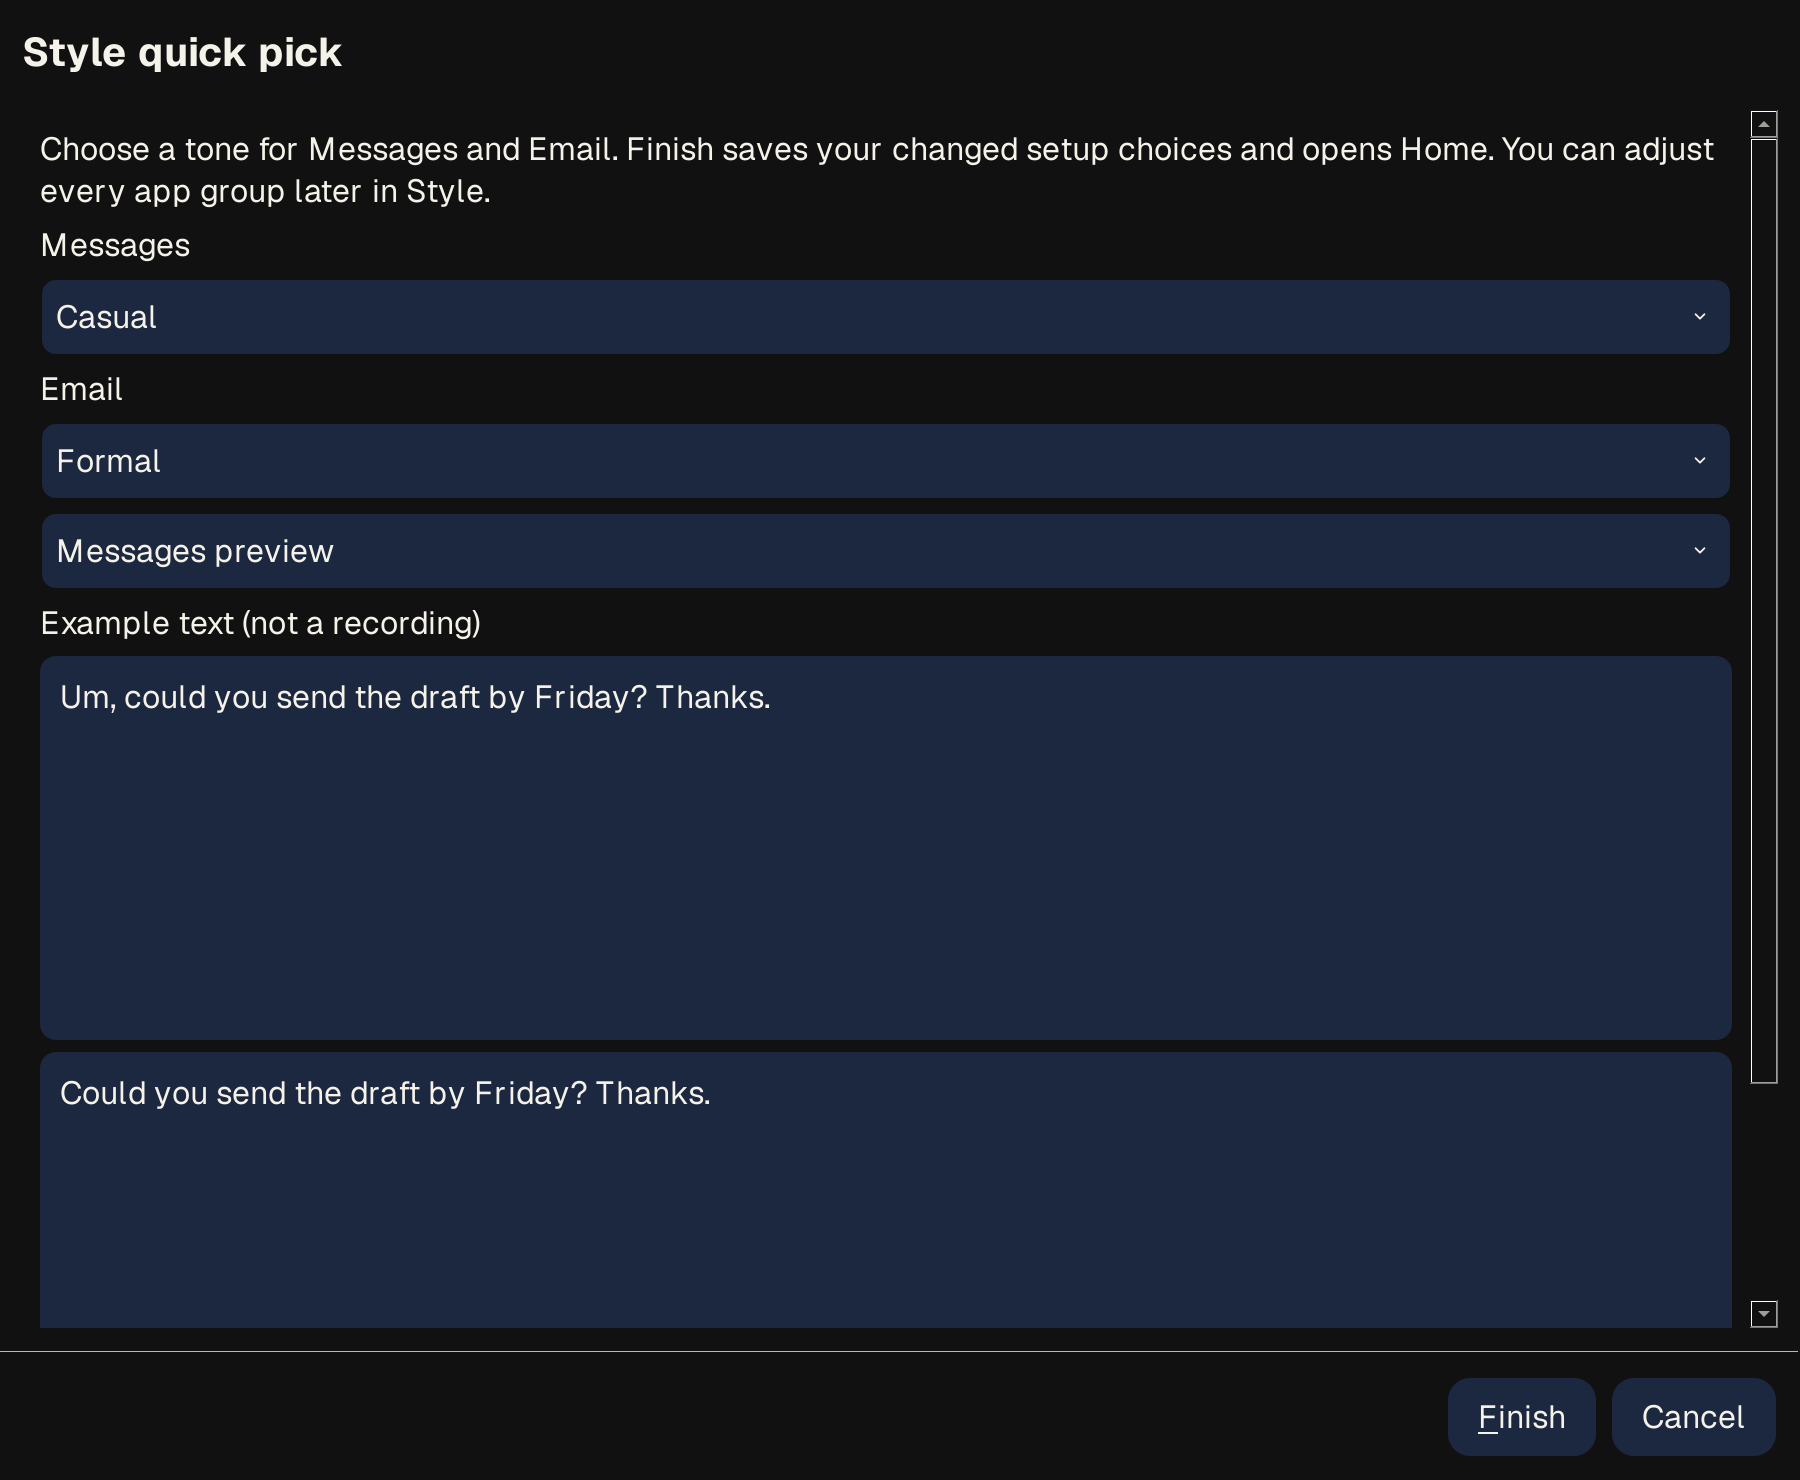 Style quick pick
Choose a tone for Messages and Email. Finish saves your changed setup choices and opens Home. You can adjust
every app group later in Style.
Messages
Casual
Email
Formal
Messages preview
Example text (not a recording)
Um, could you send the draft by Friday? Thanks.
Could you send the draft by Friday? Thanks.
Finish
Cancel